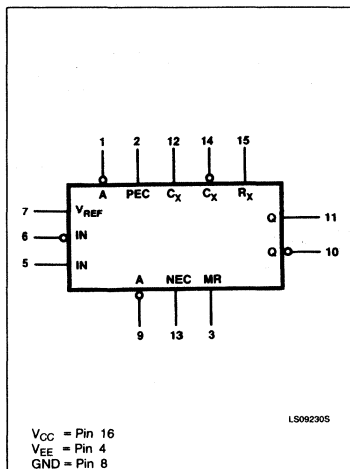 1 2 12 14 15
A PEC CX CX RX
7 VREF
Q 11
6 IN
5 IN
Q 10
A NEC MR
9 13 3
LS09230S
VCC = Pin 16
VEE = Pin 4
GND = Pin 8